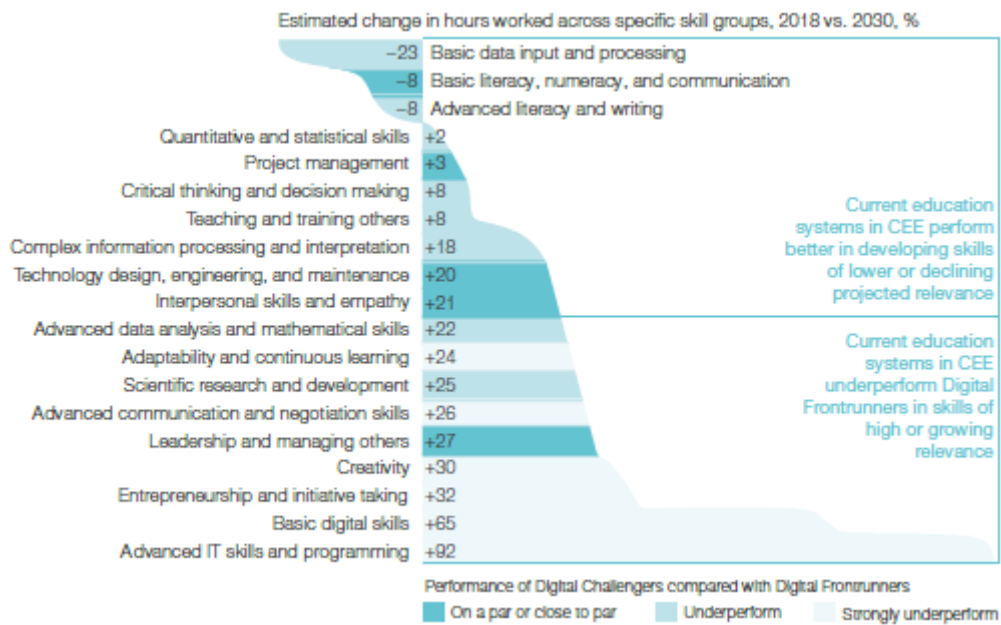 Estimated change in hours worked across specific skill groups, 2018 vs. 2030, %
−23 Basic data input and processing
−8 Basic literacy, numeracy, and communication
−8 Advanced literacy and writing
Quantitative and statistical skills +2
Project management +3
Critical thinking and decision making +8
Teaching and training others +8
Complex information processing and interpretation +18
Technology design, engineering, and maintenance +20
Interpersonal skills and empathy +21
Advanced data analysis and mathematical skills +22
Adaptability and continuous learning +24
Scientific research and development +25
Advanced communication and negotiation skills +26
Leadership and managing others +27
Creativity +30
Entrepreneurship and initiative taking +32
Basic digital skills +65
Advanced IT skills and programming +92
Current education
systems in CEE perform
better in developing skills
of lower or declining
projected relevance
Current education
systems in CEE
underperform Digital
Frontrunners in skills of
high or growing
relevance
Performance of Digital Challengers compared with Digital Frontrunners
On a par or close to par Underperform Strongly underperform